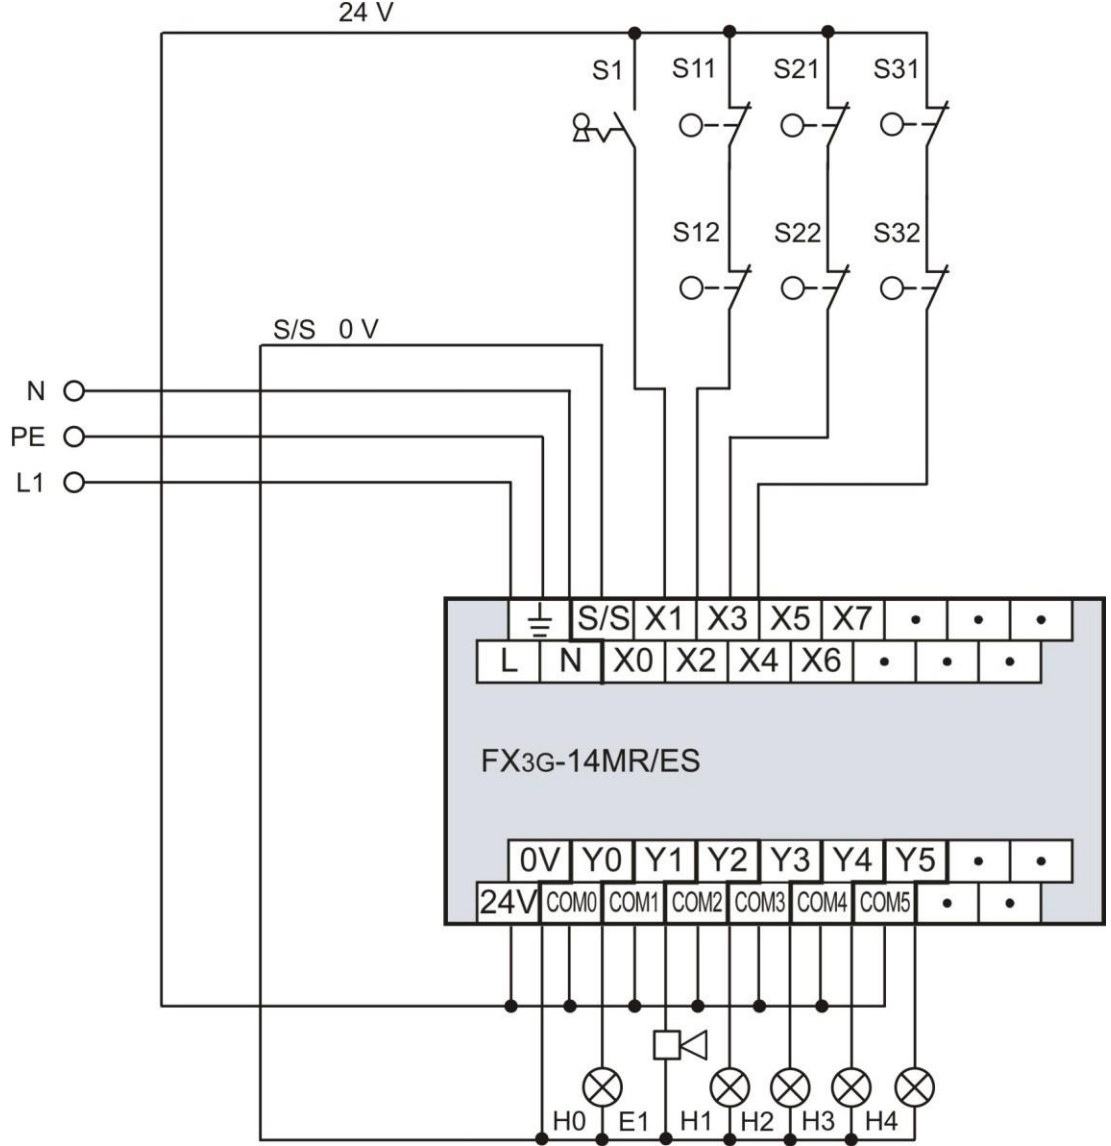 24 V
S1 S11 S21 S31
S12 S22 S32
S/S 0 V
N
PE
L1
S/S X1 X3 X5 X7
L N X0 X2 X4 X6
FX3G-14MR/ES
0V Y0 Y1 Y2 Y3 Y4 Y5
24V COM0 COM1 COM2 COM3 COM4 COM5
H0 E1 H1 H2 H3 H4